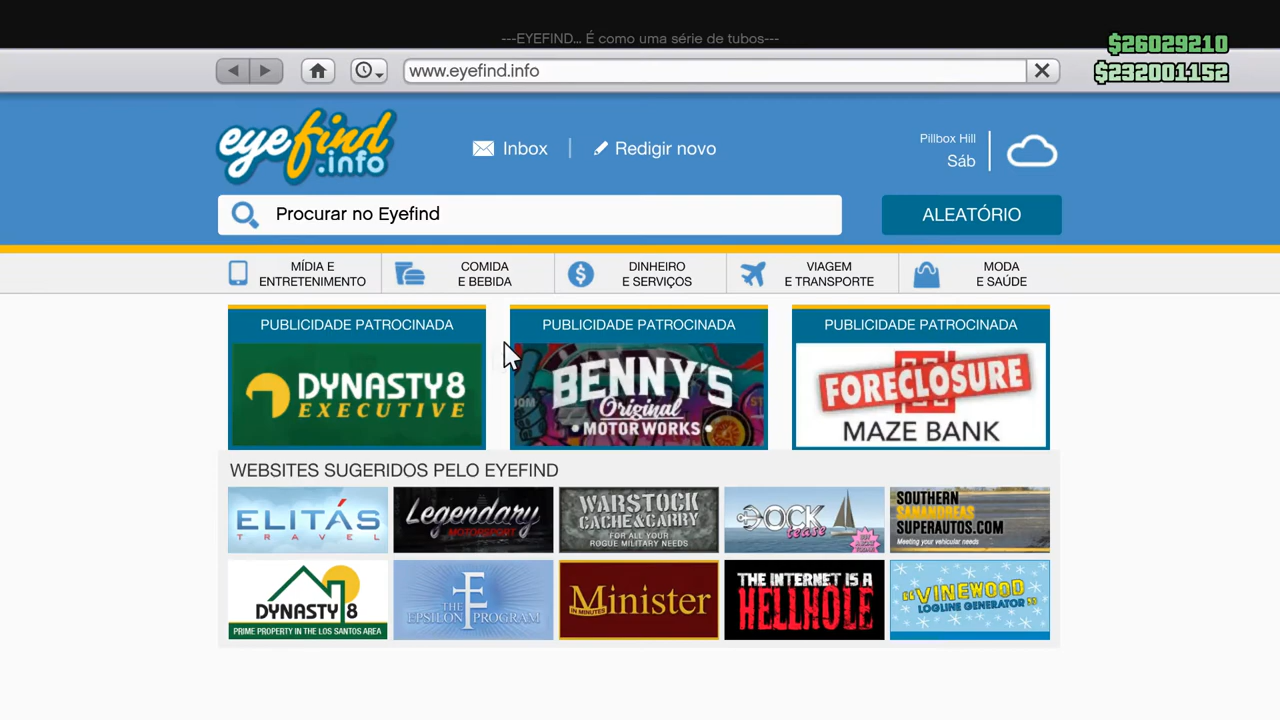 ---EYEFIND... É como uma série de tubos---
$26029210
$232001152
www.eyefind.info
eyefind
.info
Inbox
Redigir novo
Pillbox Hill
Sáb
Procurar no Eyefind
ALEATÓRIO
MÍDIA E
ENTRETENIMENTO
COMIDA
E BEBIDA
DINHEIRO
E SERVIÇOS
VIAGEM
E TRANSPORTE
MODA
E SAÚDE
PUBLICIDADE PATROCINADA
DYNASTY8
EXECUTIVE
PUBLICIDADE PATROCINADA
BENNY'S
Original
MOTOR WORKS
PUBLICIDADE PATROCINADA
FORECLOSURE
MAZE BANK
WEBSITES SUGERIDOS PELO EYEFIND
ELITÁS
TRAVEL
Legendary
MOTORSPORT
WARSTOCK
CACHE&CARRY
FOR ALL YOUR
ROGUE MILITARY NEEDS
DOCK
tease
SOUTHERN
SANANDREAS
SUPERAUTOS.COM
Meeting your vehicular needs
DYNASTY 8
PRIME PROPERTY IN THE LOS SANTOS AREA
THE
EPSILON PROGRAM
Minister
IN MINUTES
THE INTERNET IS A
HELLHOLE
"VINEWOOD
LOGLINE GENERATOR"